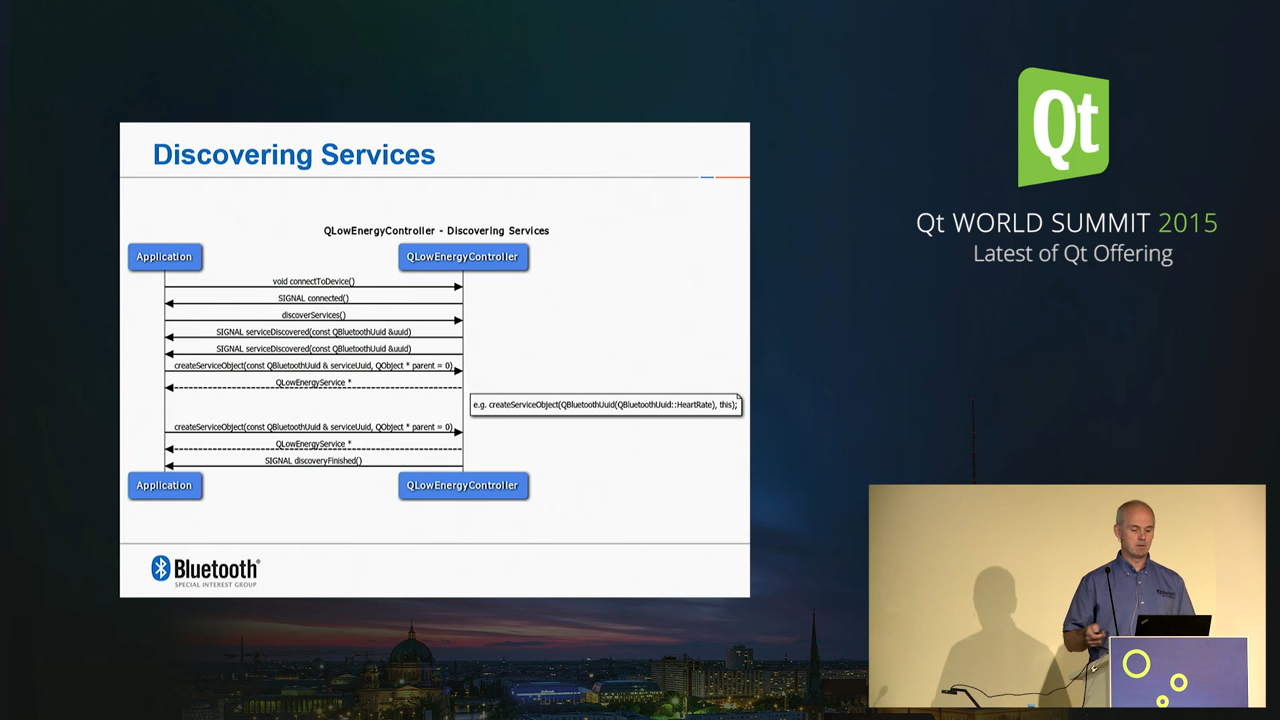 Discovering Services
QLowEnergyController - Discovering Services
Application
QLowEnergyController
void connectToDevice()
SIGNAL connected()
discoverServices()
SIGNAL serviceDiscovered(const QBluetoothUuid &uuid)
SIGNAL serviceDiscovered(const QBluetoothUuid &uuid)
createServiceObject(const QBluetoothUuid & serviceUuid, QObject * parent = 0)
QLowEnergyService *
e.g. createServiceObject(QBluetoothUuid(QBluetoothUuid::HeartRate), this);
createServiceObject(const QBluetoothUuid & serviceUuid, QObject * parent = 0)
QLowEnergyService *
SIGNAL discoveryFinished()
Application
QLowEnergyController
Bluetooth®
SPECIAL INTEREST GROUP
Qt
Qt WORLD SUMMIT 2015
Latest of Qt Offering